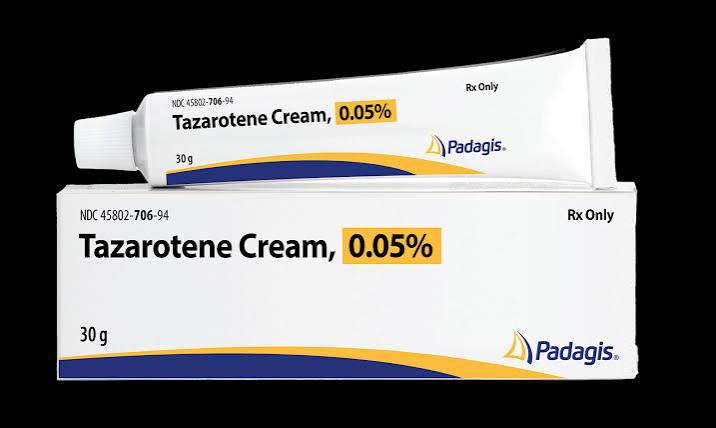 NDC 45802-706-94
Rx Only
Tazarotene Cream, 0.05%
30 g
Padagis®
NDC 45802-706-94
Rx Only
Tazarotene Cream, 0.05%
30 g
Padagis®